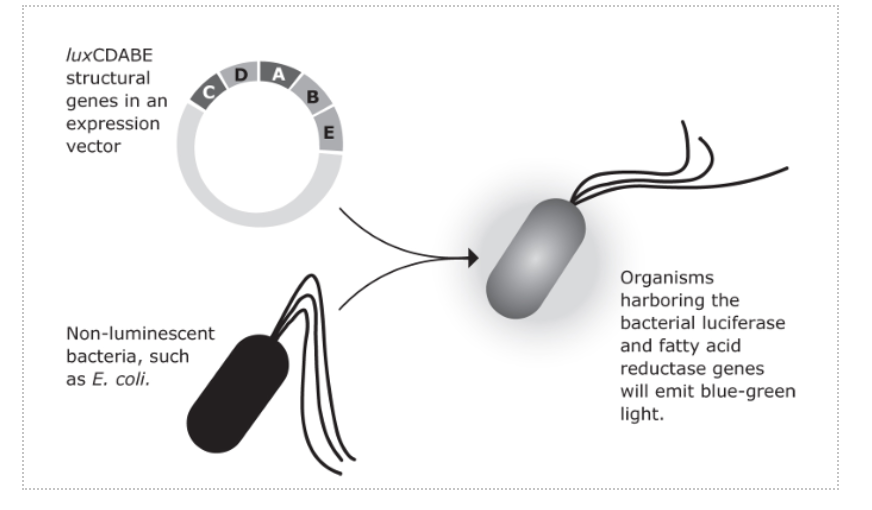 luxCDABE
structural
genes in an
expression
vector
C
D
A
B
E
Non-luminescent
bacteria, such
as E. coli.
Organisms
harboring the
bacterial luciferase
and fatty acid
reductase genes
will emit blue-green
light.